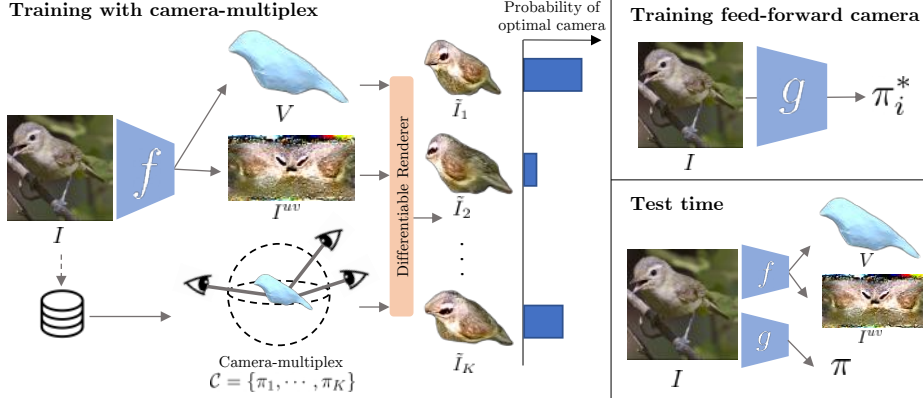 Training with camera-multiplex
Probability of
optimal camera
f
V
I
I^{uv}
Differentiable Renderer
Ĩ_1
Ĩ_2
⋮
Ĩ_K
Camera-multiplex
𝒞 = {π_1, ⋯ , π_K}
Training feed-forward camera
I
g
π_i^*
Test time
f
V
I^{uv}
g
I
π